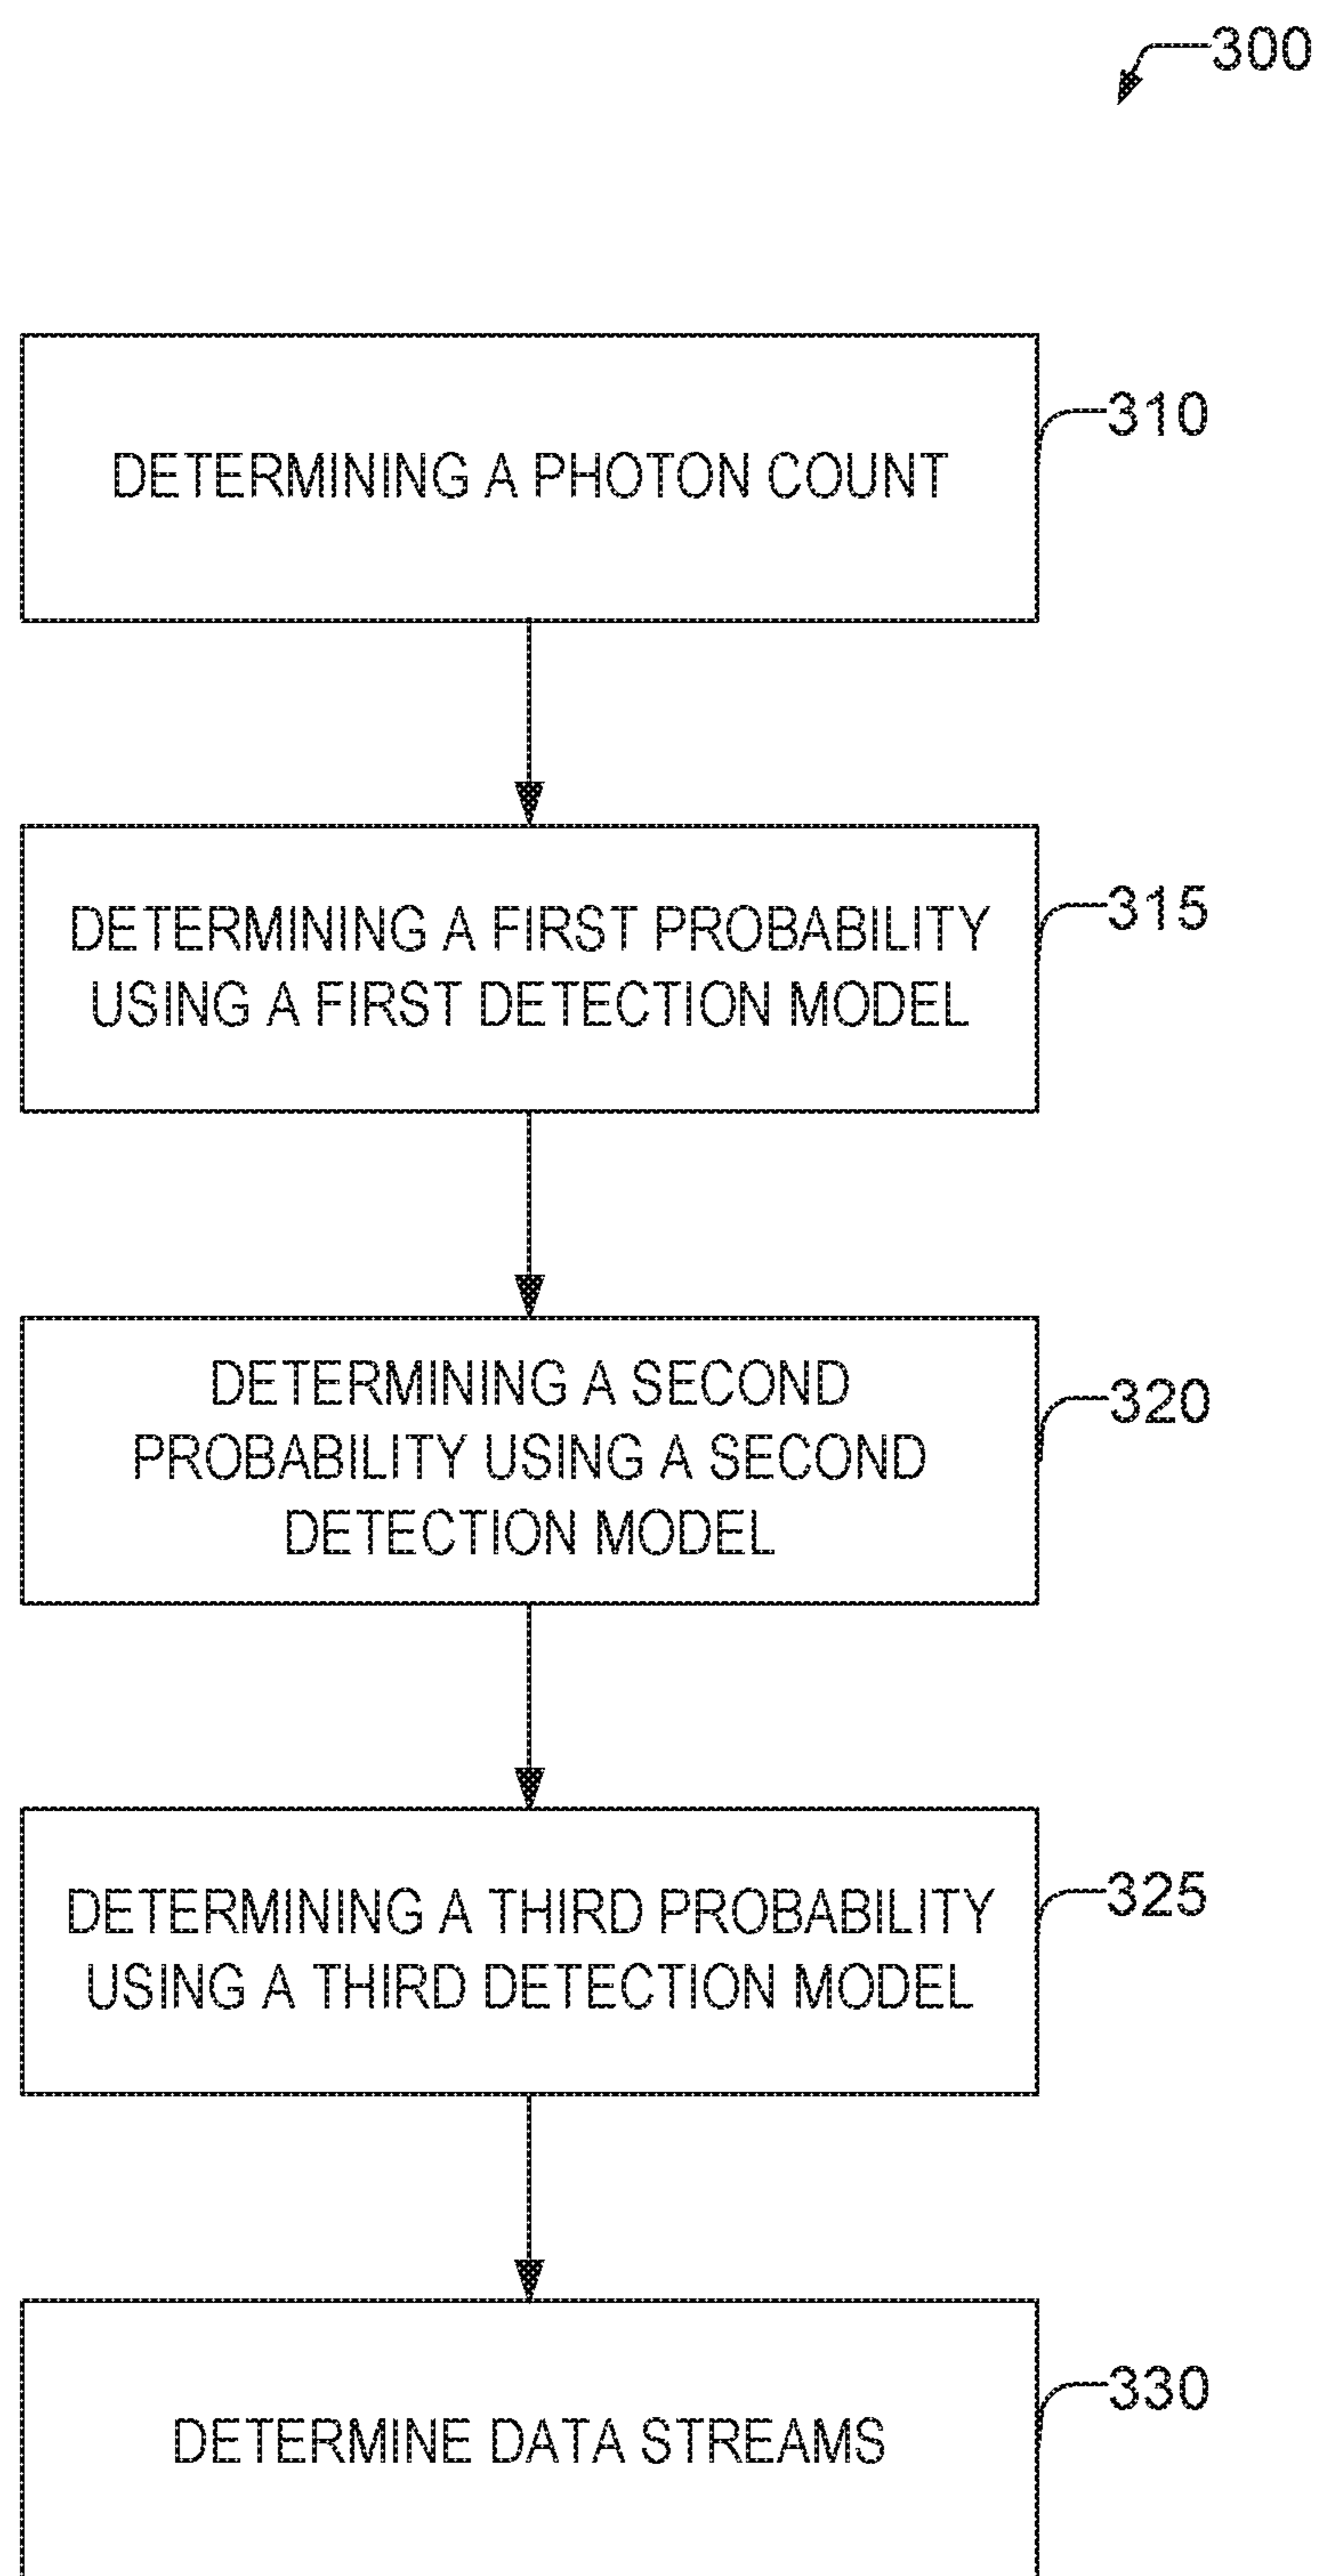 300
DETERMINING A PHOTON COUNT
310
DETERMINING A FIRST PROBABILITY
USING A FIRST DETECTION MODEL
315
DETERMINING A SECOND
PROBABILITY USING A SECOND
DETECTION MODEL
320
DETERMINING A THIRD PROBABILITY
USING A THIRD DETECTION MODEL
325
DETERMINE DATA STREAMS
330